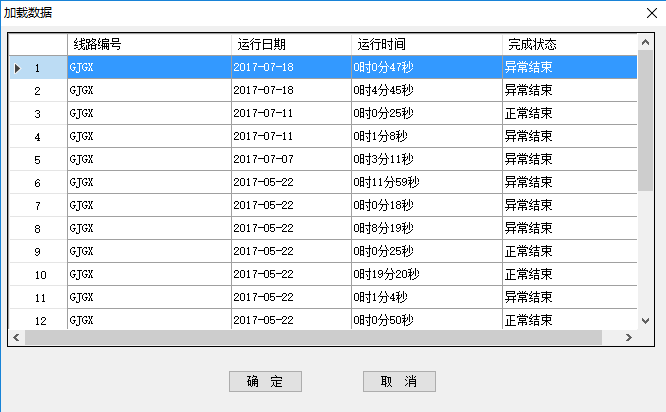 加载数据
线路编号 运行日期 运行时间 完成状态
1 GJGX 2017-07-18 0时0分47秒 异常结束
2 GJGX 2017-07-18 0时4分45秒 异常结束
3 GJGX 2017-07-11 0时0分25秒 正常结束
4 GJGX 2017-07-11 0时1分8秒 异常结束
5 GJGX 2017-07-07 0时3分11秒 异常结束
6 GJGX 2017-05-22 0时11分59秒 异常结束
7 GJGX 2017-05-22 0时0分18秒 异常结束
8 GJGX 2017-05-22 0时8分19秒 异常结束
9 GJGX 2017-05-22 0时0分25秒 正常结束
10 GJGX 2017-05-22 0时19分20秒 正常结束
11 GJGX 2017-05-22 0时1分4秒 异常结束
12 GJGX 2017-05-22 0时0分50秒 正常结束
确 定 取 消